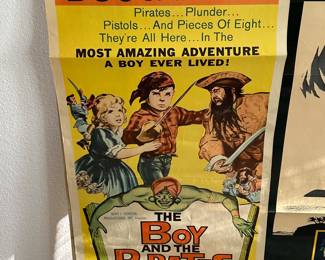 Pirates...Plunder...
Pistols...And Pieces Of Eight...
They're All Here...In The
MOST AMAZING ADVENTURE
A BOY EVER LIVED!
THE
BOY
AND THE
PIRATES